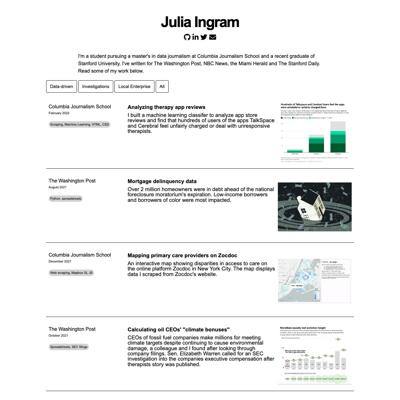 Julia Ingram
I'm a student pursuing a master's in data journalism at Columbia Journalism School and a recent graduate of
Stanford University. I've written for The Washington Post, NBC News, the Miami Herald and The Stanford Daily.
Read some of my work below.
Data-driven
Investigations
Local Enterprise
All
Columbia Journalism School
February 2022
Scraping, Machine Learning, HTML, CSS
Analyzing therapy app reviews
I built a machine learning classifier to analyze app store
reviews and find that hundreds of users of the apps TalkSpace
and Cerebral feel unfairly charged or deal with unresponsive
therapists.
The Washington Post
August 2021
Python, spreadsheets
Mortgage delinquency data
Over 2 million homeowners were in debt ahead of the national
foreclosure moratorium's expiration. Low-income borrowers
and borrowers of color were most impacted.
Columbia Journalism School
December 2021
Web scraping, Mapbox GL JS
Mapping primary care providers on Zocdoc
An interactive map showing disparities in access to care on
the online platform Zocdoc in New York City. The map displays
data I scraped from Zocdoc's website.
The Washington Post
October 2021
Spreadsheets, SEC filings
Calculating oil CEOs' "climate bonuses"
CEOs of fossil fuel companies make millions for meeting
climate targets despite continuing to cause environmental
damage, a colleague and I found after looking through
company filings. Sen. Elizabeth Warren called for an SEC
investigation into the companies executive compensation after
therapists story was published.